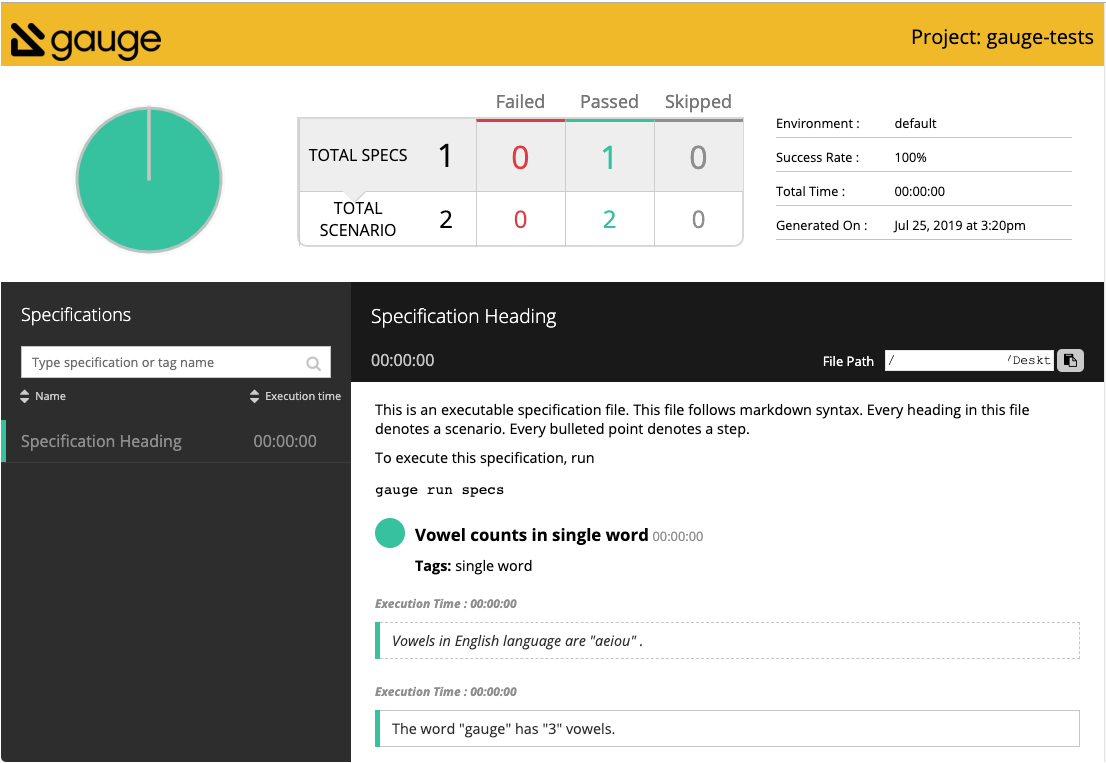 gauge
Project: gauge-tests
Failed Passed Skipped
TOTAL SPECS 1 0 1 0
TOTAL
SCENARIO 2 0 2 0
Environment : default
Success Rate : 100%
Total Time : 00:00:00
Generated On : Jul 25, 2019 at 3:20pm
Specifications
Type specification or tag name
Name Execution time
Specification Heading 00:00:00
Specification Heading
00:00:00
File Path / /Deskt
This is an executable specification file. This file follows markdown syntax. Every heading in this file
denotes a scenario. Every bulleted point denotes a step.
To execute this specification, run
gauge run specs
Vowel counts in single word 00:00:00
Tags: single word
Execution Time : 00:00:00
Vowels in English language are "aeiou" .
Execution Time : 00:00:00
The word "gauge" has "3" vowels.